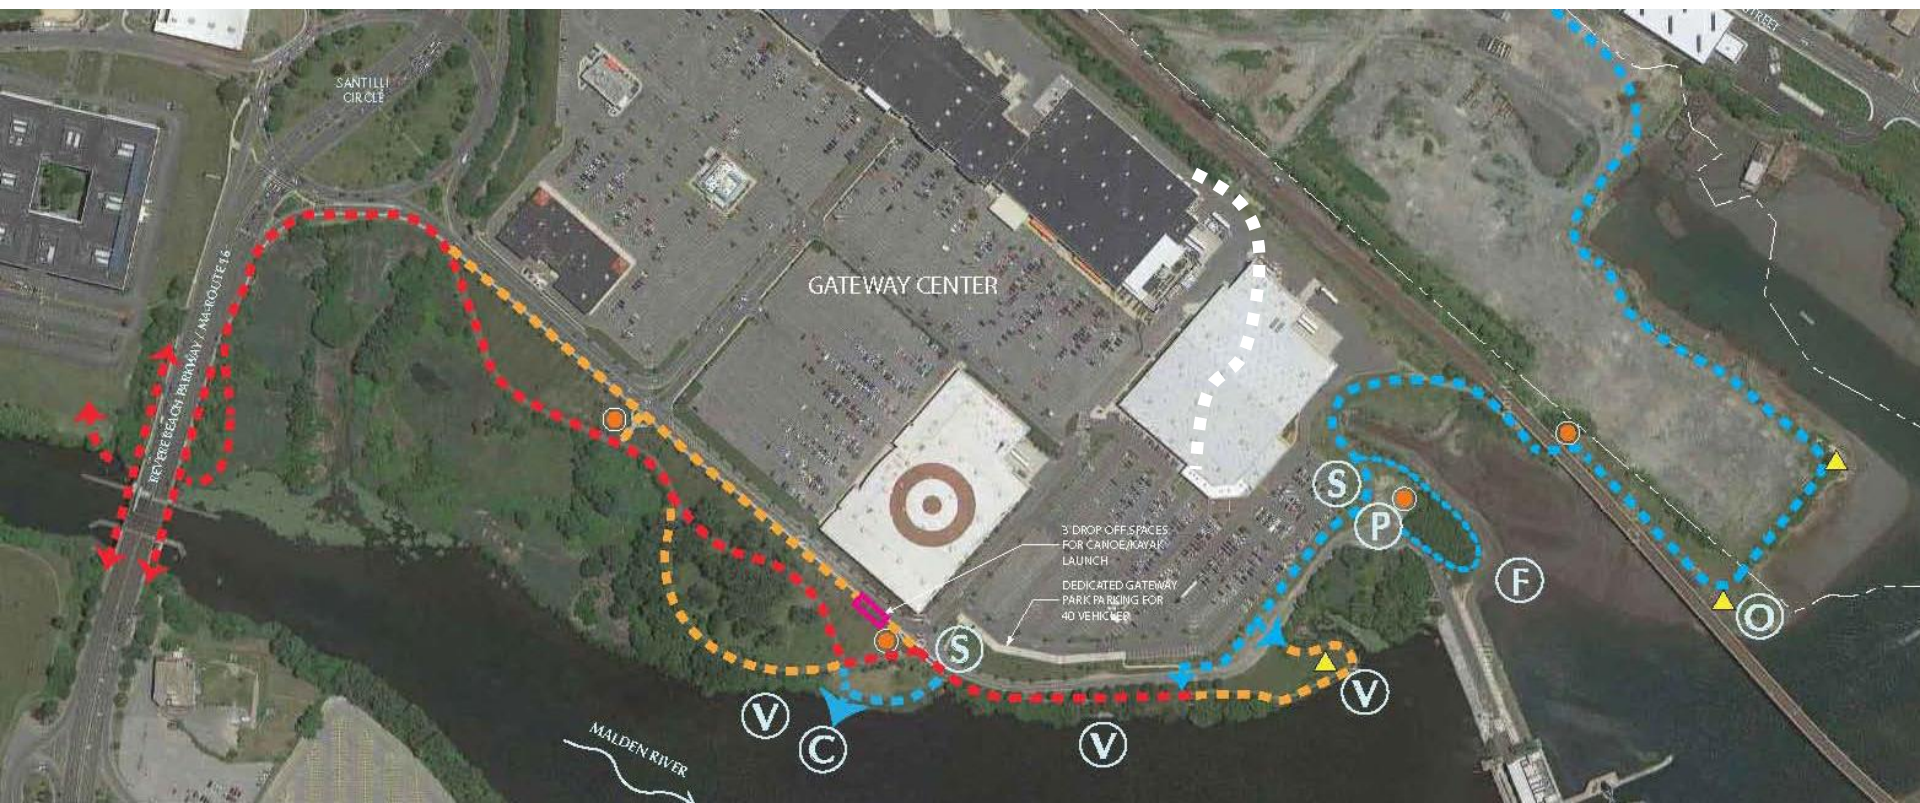 STREET
SANTILLI
CIRCLE
REVERE BEACH PARKWAY / MA-ROUTE 16
GATEWAY CENTER
3 DROP OFF SPACES
FOR CANOE/KAYAK
LAUNCH
DEDICATED GATEWAY
PARK PARKING FOR
40 VEHICLES
S
P
F
O
S
V
C
V
V
MALDEN RIVER